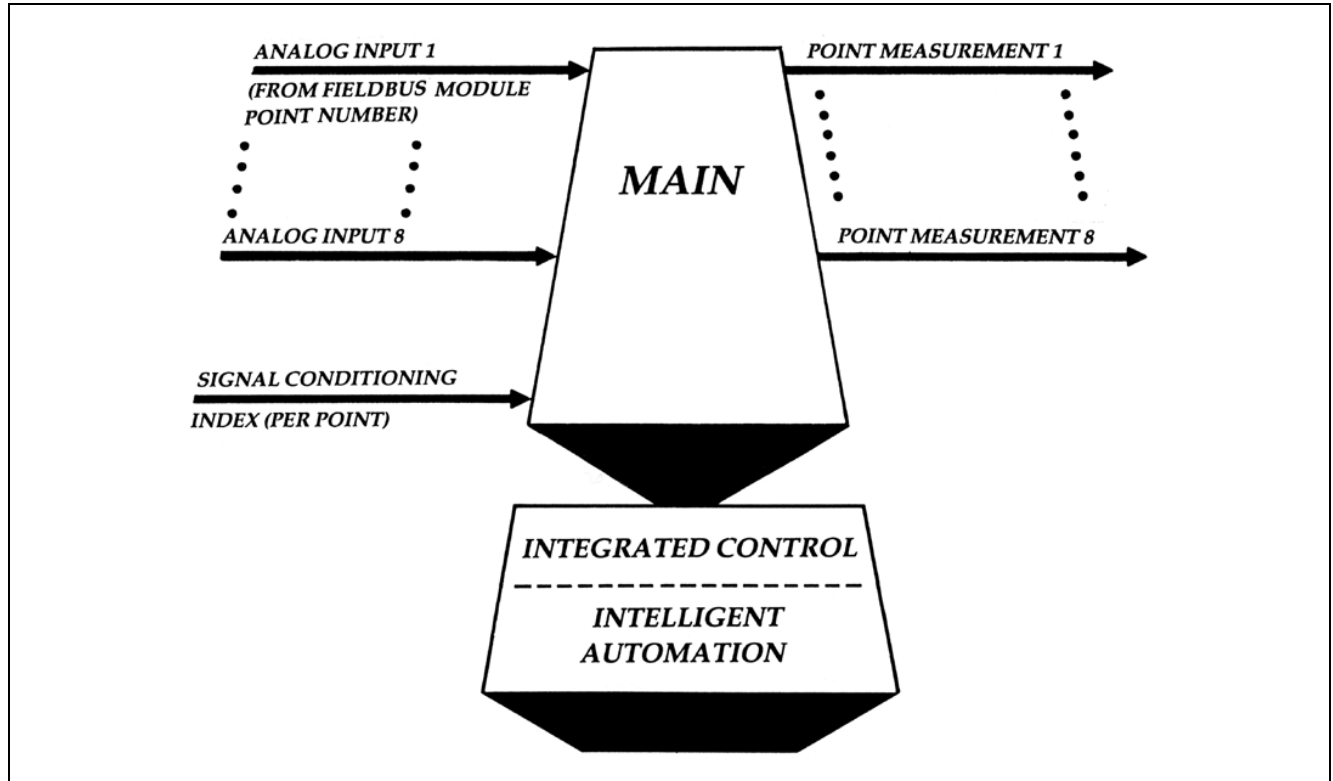 ANALOG INPUT 1
(FROM FIELDBUS MODULE
POINT NUMBER)
ANALOG INPUT 8
SIGNAL CONDITIONING
INDEX (PER POINT)
MAIN
POINT MEASUREMENT 1
POINT MEASUREMENT 8
INTEGRATED CONTROL
INTELLIGENT
AUTOMATION